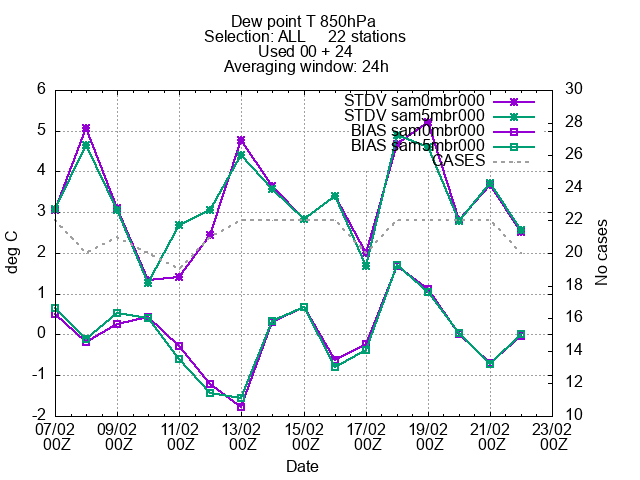 Dew point T 850hPa
Selection: ALL 22 stations
Used 00 + 24
Averaging window: 24h
STDV sam0mbr000
STDV sam5mbr000
BIAS sam0mbr000
BIAS sam5mbr000
CASES
6
5
4
3
2
1
0
-1
-2
deg C
30
28
26
24
22
20
18
16
14
12
10
No cases
07/02 09/02 11/02 13/02 15/02 17/02 19/02 21/02 23/02
00Z 00Z 00Z 00Z 00Z 00Z 00Z 00Z 00Z
Date